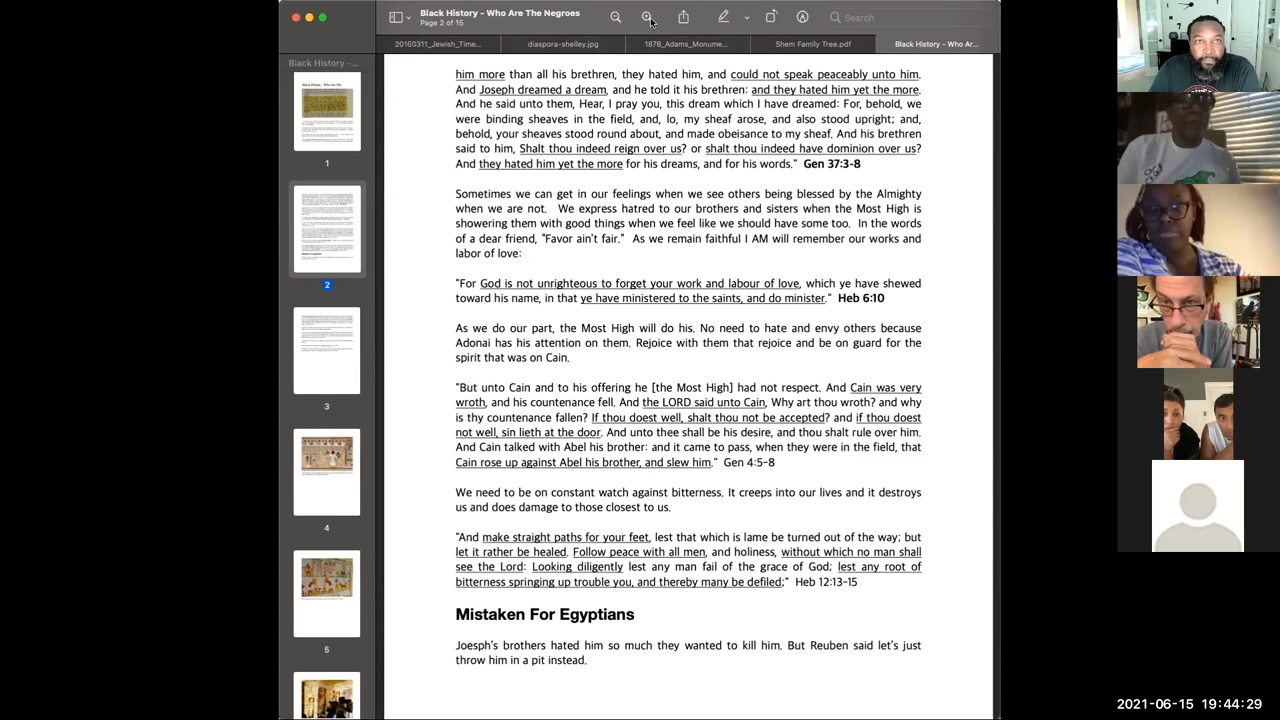 Black History - Who Are The Negroes
Page 2 of 15
Search
20160311_Jewish_Time...
diaspora-shelley.jpg
1878_Adams_Monume...
Shem Family Tree.pdf
Black History - Who Ar...
Black History -...
1
2
3
4
5
him more than all his brethren, they hated him, and could not speak peaceably unto him.
And Joseph dreamed a dream, and he told it his brethren: and they hated him yet the more.
And he said unto them, Hear, I pray you, this dream which I have dreamed: For, behold, we
were binding sheaves in the field, and, lo, my sheaf arose, and also stood upright; and,
behold, your sheaves stood round about, and made obeisance to my sheaf. And his brethren
said to him, Shalt thou indeed reign over us? or shalt thou indeed have dominion over us?
And they hated him yet the more for his dreams, and for his words." Gen 37:3-8
Sometimes we can get in our feelings when we see others being blessed by the Almighty
when we are not. We express hatred to our brothers and sisters when the Most High is
showering them with good things when we feel like we should have some too. In the words
of a dear friend, "Favor ain't fair." As we remain faithful I AM will remember our works and
labor of love:
"For God is not unrighteous to forget your work and labour of love, which ye have shewed
toward his name, in that ye have ministered to the saints, and do minister." Heb 6:10
As we do our part, the Most High will do his. No need to try and envy others because
Adonai has his attention on them. Rejoice with them that rejoice and be on guard for the
spirit that was on Cain.
"But unto Cain and to his offering he [the Most High] had not respect. And Cain was very
wroth, and his countenance fell. And the LORD said unto Cain, Why art thou wroth? and why
is thy countenance fallen? If thou doest well, shalt thou not be accepted? and if thou doest
not well, sin lieth at the door. And unto thee shall be his desire, and thou shalt rule over him.
And Cain talked with Abel his brother: and it came to pass, when they were in the field, that
Cain rose up against Abel his brother, and slew him." Gen 4:5-8
We need to be on constant watch against bitterness. It creeps into our lives and it destroys
us and does damage to those closest to us.
"And make straight paths for your feet, lest that which is lame be turned out of the way; but
let it rather be healed. Follow peace with all men, and holiness, without which no man shall
see the Lord: Looking diligently lest any man fail of the grace of God; lest any root of
bitterness springing up trouble you, and thereby many be defiled;" Heb 12:13-15
Mistaken For Egyptians
Joesph's brothers hated him so much they wanted to kill him. But Reuben said let's just
throw him in a pit instead.
2021-06-15 19:44:29